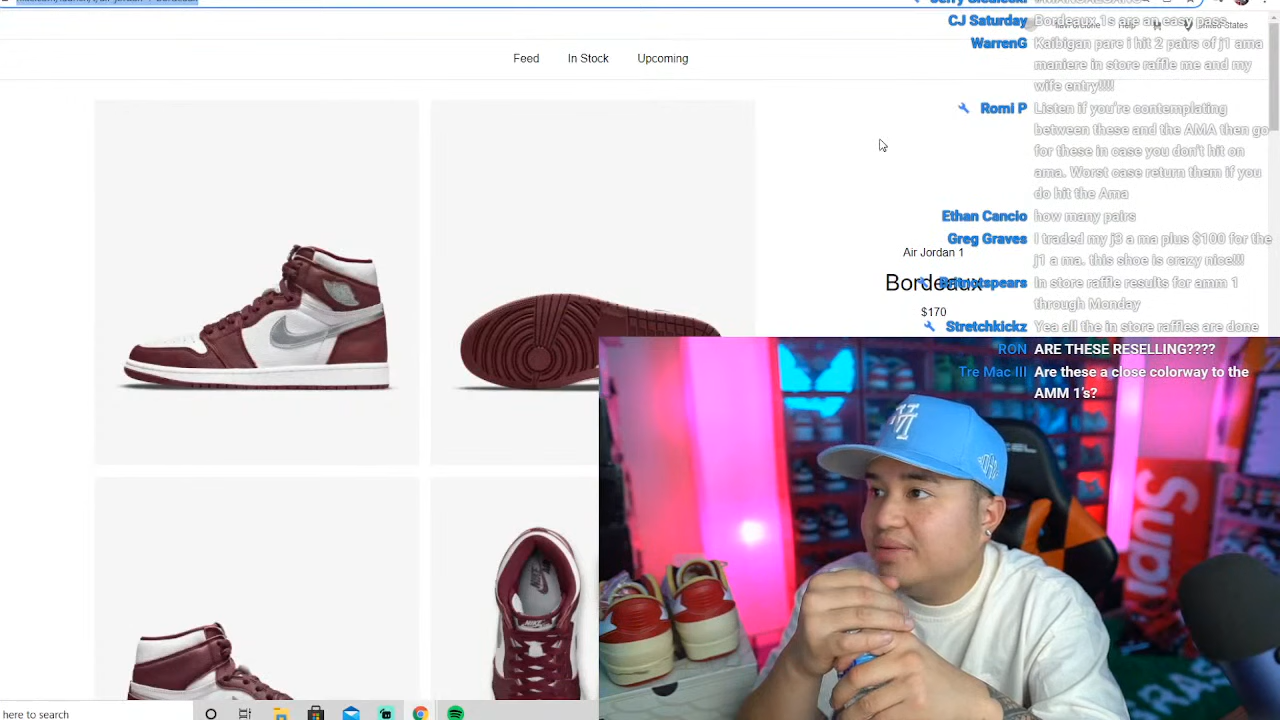 CJ Saturday Bordeaux 1s are an easy pass
Help
United States
WarrenG Kaibigan pare i hit 2 pairs of j1 ama
maniere in store raffle me and my
wife entry!!!!
Feed In Stock Upcoming
Romi P Listen if you're contemplating
between these and the AMA then go
for these in case you don't hit on
ama. Worst case return them if you
do hit the Ama
Ethan Cancio how many pairs
Greg Graves I traded my j3 a ma plus $100 for the
j1 a ma. this shoe is crazy nice!!!
Air Jordan 1
Bordeaux
$170
Britnotspears In store raffle results for amm 1
through Monday
Stretchkickz Yea all the in store raffles are done
RON ARE THESE RESELLING????
Tre Mac III Are these a close colorway to the
AMM 1's?
Supr
here to search